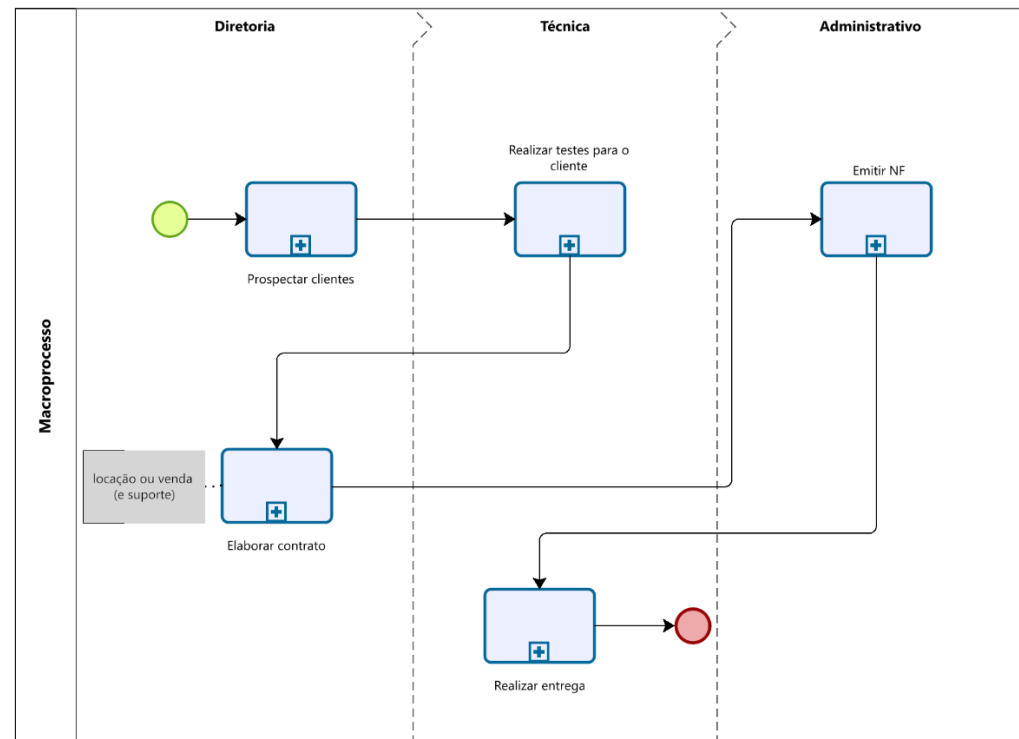 Diretoria
Técnica
Administrativo
Macroprocesso
Realizar testes para o
cliente
Emitir NF
Prospectar clientes
locação ou venda
(e suporte)
Elaborar contrato
Realizar entrega